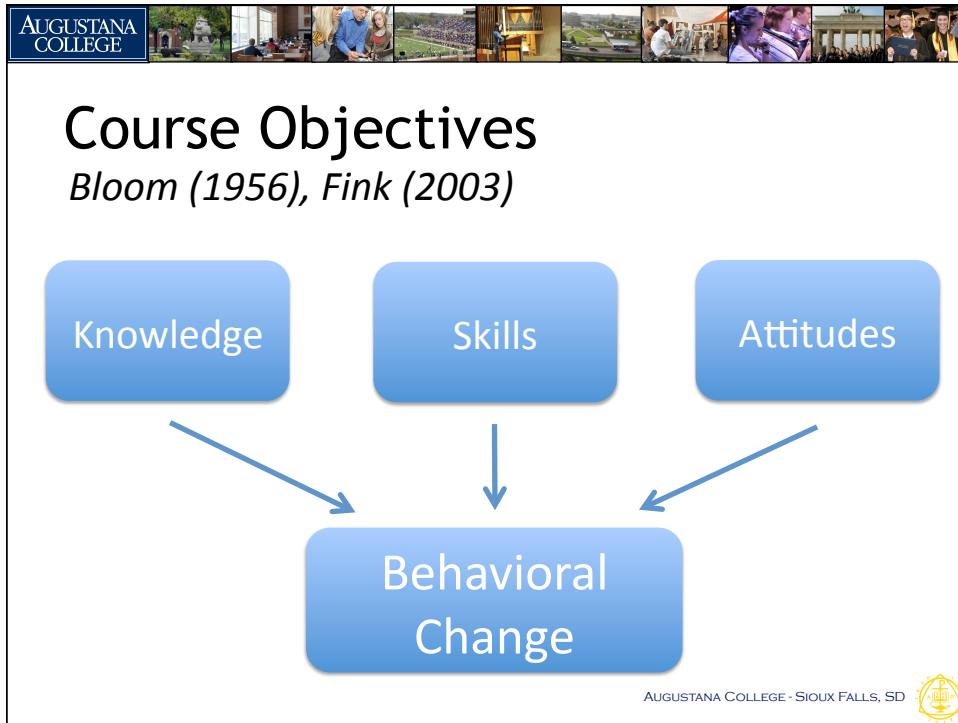 AUGUSTANA
COLLEGE
Course Objectives
Bloom (1956), Fink (2003)
Knowledge
Skills
Attitudes
Behavioral
Change
AUGUSTANA COLLEGE - SIOUX FALLS, SD